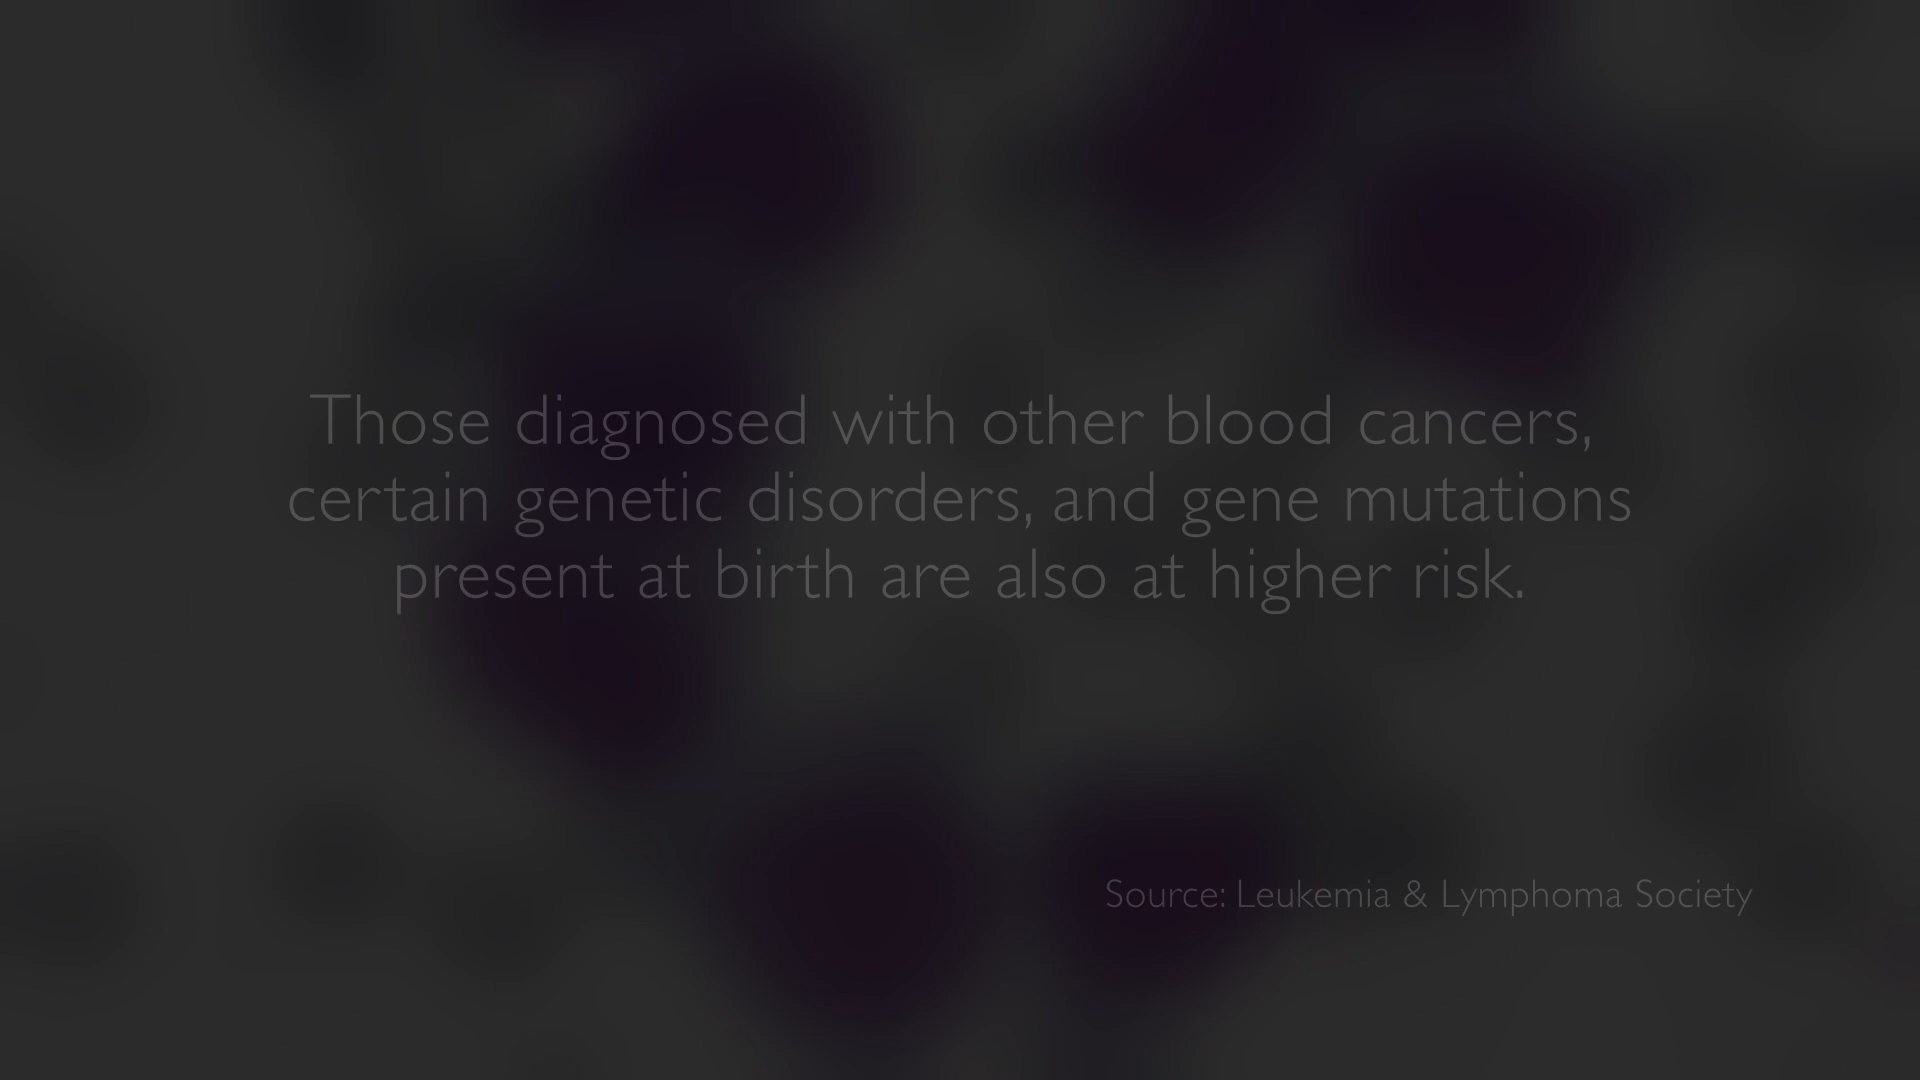 Those diagnosed with other blood cancers,
certain genetic disorders, and gene mutations
present at birth are also at higher risk.
Source: Leukemia & Lymphoma Society